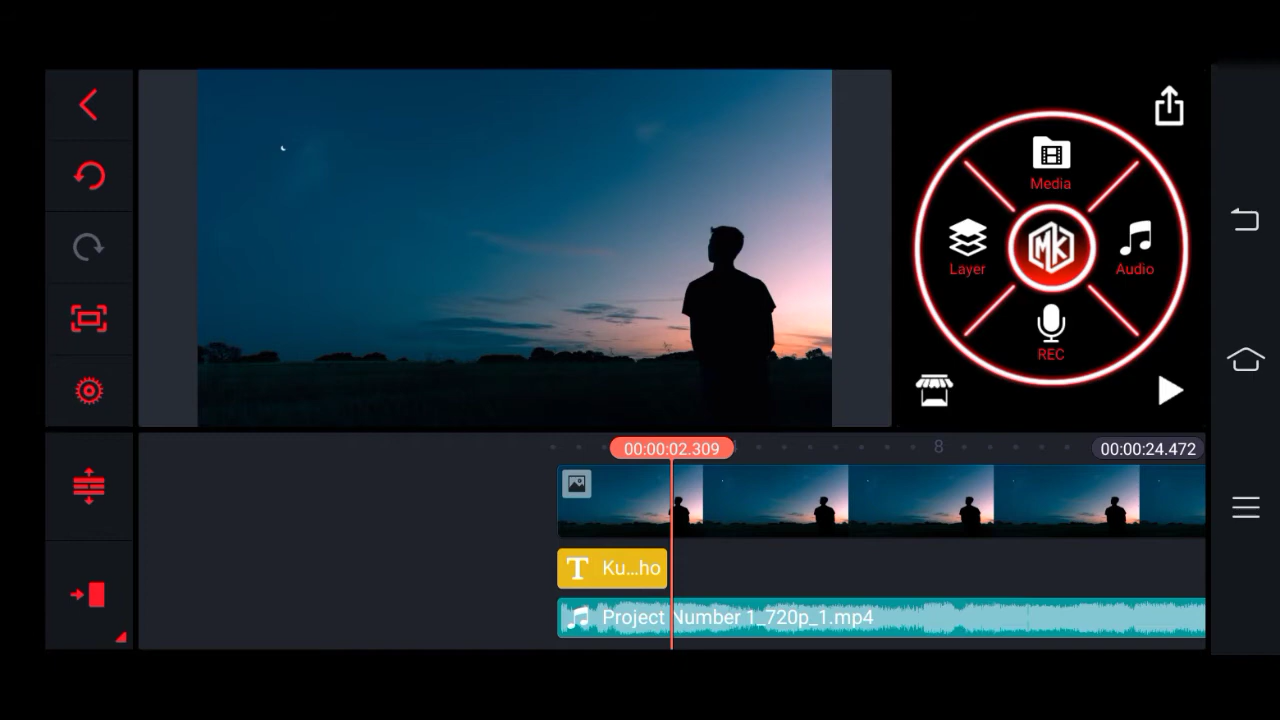 Media
Layer
MK
Audio
REC
00:00:02.309
8
00:00:24.472
T Ku...ho
Project Number 1_720p_1.mp4